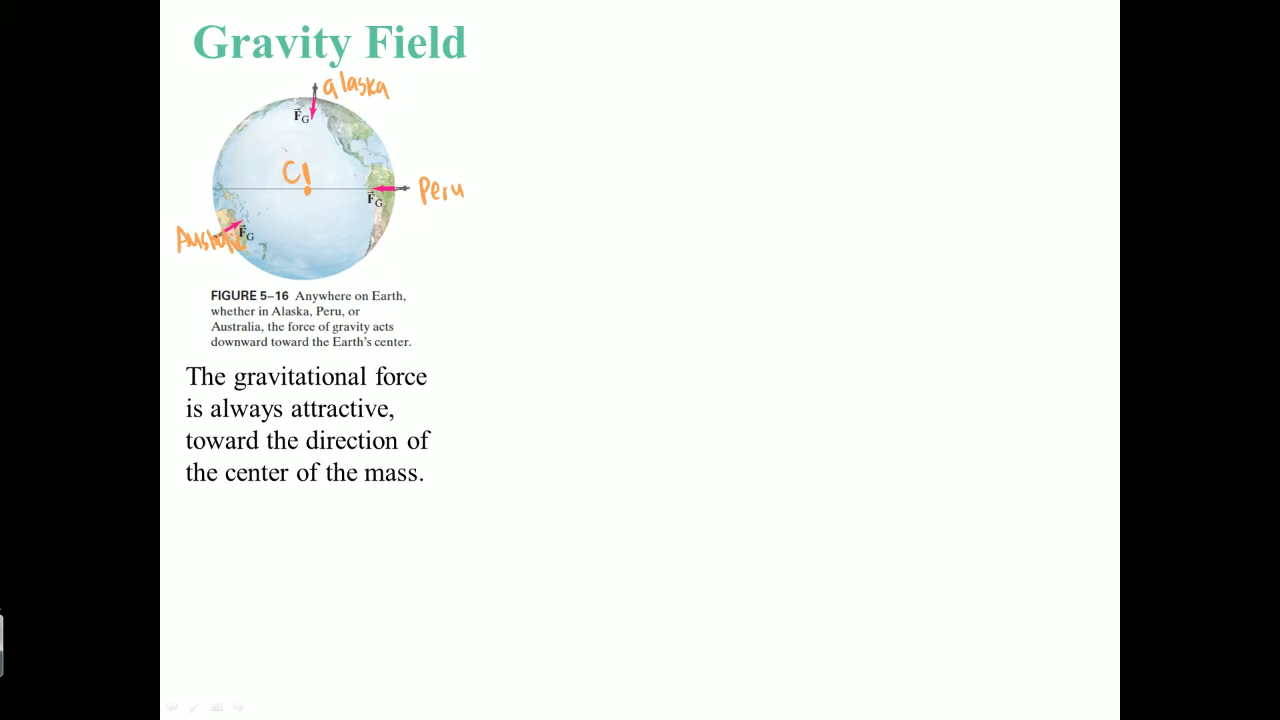 Gravity Field
alaska
F_G
C!
Peru
F_G
F_G
FIGURE 5–16 Anywhere on Earth,
whether in Alaska, Peru, or
Australia, the force of gravity acts
downward toward the Earth's center.
The gravitational force
is always attractive,
toward the direction of
the center of the mass.